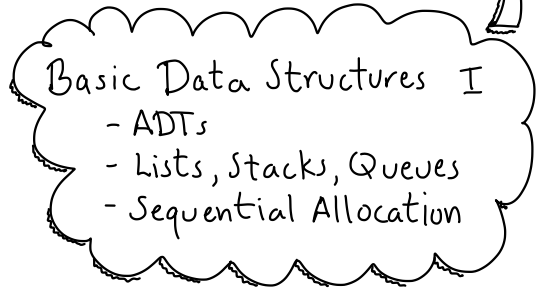 Basic Data Structures I
- ADTs
- Lists, Stacks, Queues
- Sequential Allocation